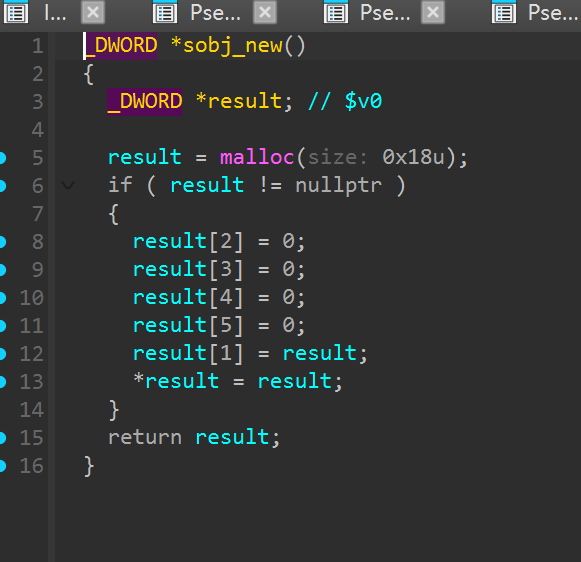 I...
Pse...
Pse...
Pse...
1 _DWORD *sobj_new()
2 {
3 _DWORD *result; // $v0
4
5 result = malloc(size: 0x18u);
6 if ( result != nullptr )
7 {
8 result[2] = 0;
9 result[3] = 0;
10 result[4] = 0;
11 result[5] = 0;
12 result[1] = result;
13 *result = result;
14 }
15 return result;
16 }